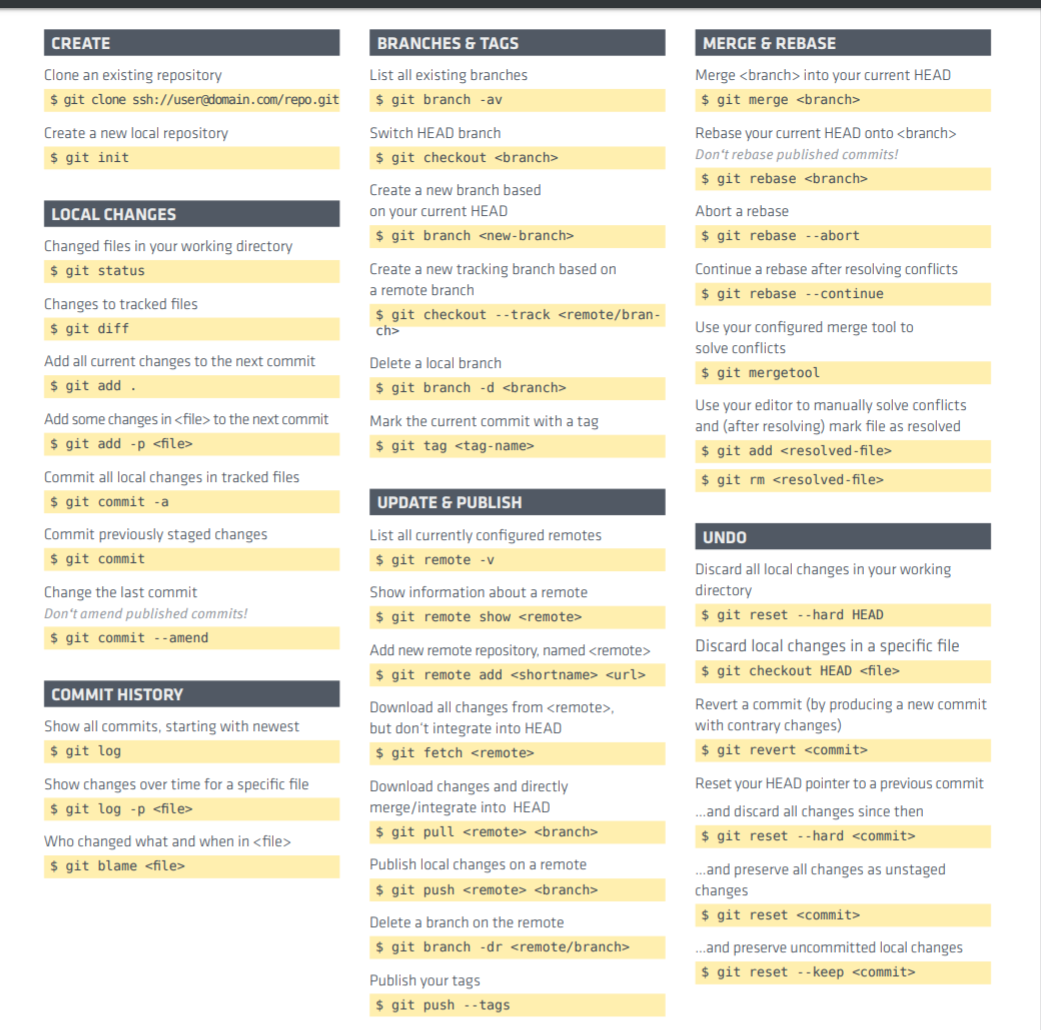 CREATE
Clone an existing repository
$ git clone ssh://user@domain.com/repo.git
Create a new local repository
$ git init
LOCAL CHANGES
Changed files in your working directory
$ git status
Changes to tracked files
$ git diff
Add all current changes to the next commit
$ git add .
Add some changes in <file> to the next commit
$ git add -p <file>
Commit all local changes in tracked files
$ git commit -a
Commit previously staged changes
$ git commit
Change the last commit
Don't amend published commits!
$ git commit --amend
COMMIT HISTORY
Show all commits, starting with newest
$ git log
Show changes over time for a specific file
$ git log -p <file>
Who changed what and when in <file>
$ git blame <file>
BRANCHES & TAGS
List all existing branches
$ git branch -av
Switch HEAD branch
$ git checkout <branch>
Create a new branch based
on your current HEAD
$ git branch <new-branch>
Create a new tracking branch based on
a remote branch
$ git checkout --track <remote/bran-
ch>
Delete a local branch
$ git branch -d <branch>
Mark the current commit with a tag
$ git tag <tag-name>
UPDATE & PUBLISH
List all currently configured remotes
$ git remote -v
Show information about a remote
$ git remote show <remote>
Add new remote repository, named <remote>
$ git remote add <shortname> <url>
Download all changes from <remote>,
but don't integrate into HEAD
$ git fetch <remote>
Download changes and directly
merge/integrate into HEAD
$ git pull <remote> <branch>
Publish local changes on a remote
$ git push <remote> <branch>
Delete a branch on the remote
$ git branch -dr <remote/branch>
Publish your tags
$ git push --tags
MERGE & REBASE
Merge <branch> into your current HEAD
$ git merge <branch>
Rebase your current HEAD onto <branch>
Don't rebase published commits!
$ git rebase <branch>
Abort a rebase
$ git rebase --abort
Continue a rebase after resolving conflicts
$ git rebase --continue
Use your configured merge tool to
solve conflicts
$ git mergetool
Use your editor to manually solve conflicts
and (after resolving) mark file as resolved
$ git add <resolved-file>
$ git rm <resolved-file>
UNDO
Discard all local changes in your working
directory
$ git reset --hard HEAD
Discard local changes in a specific file
$ git checkout HEAD <file>
Revert a commit (by producing a new commit
with contrary changes)
$ git revert <commit>
Reset your HEAD pointer to a previous commit
...and discard all changes since then
$ git reset --hard <commit>
...and preserve all changes as unstaged
changes
$ git reset <commit>
...and preserve uncommitted local changes
$ git reset --keep <commit>